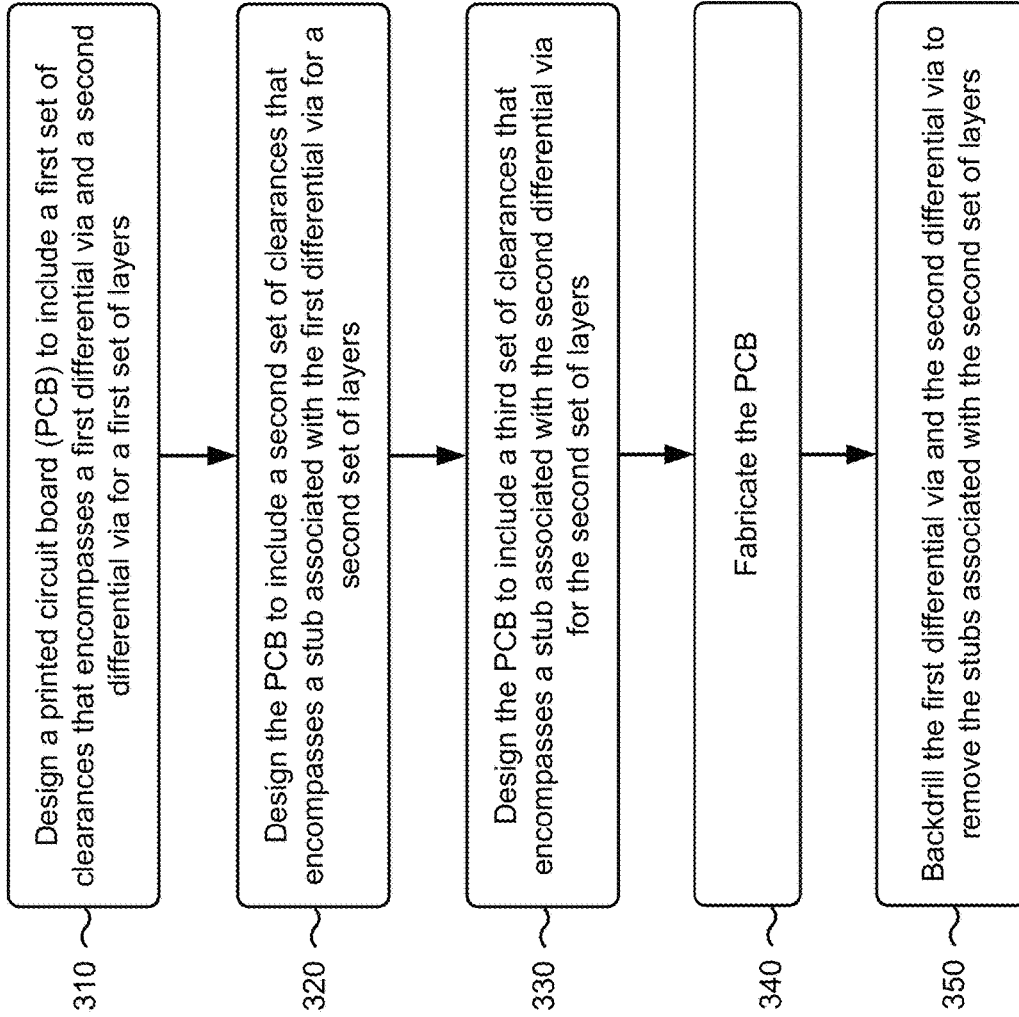 310
Design a printed circuit board (PCB) to include a first set of
clearances that encompasses a first differential via and a second
differential via for a first set of layers
320
Design the PCB to include a second set of clearances that
encompasses a stub associated with the first differential via for a
second set of layers
330
Design the PCB to include a third set of clearances that
encompasses a stub associated with the second differential via
for the second set of layers
340
Fabricate the PCB
350
Backdrill the first differential via and the second differential via to
remove the stubs associated with the second set of layers